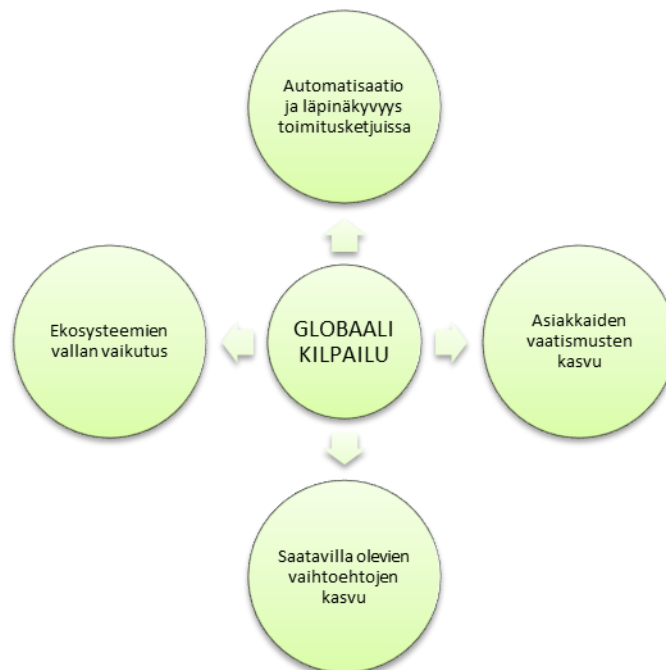 Automatisaatio
ja läpinäkyvyys
toimitusketjuissa
Ekosysteemien
vallan vaikutus
GLOBAALI
KILPAILU
Asiakkaiden
vaatismusten
kasvu
Saatavilla olevien
vaihtoehtojen
kasvu